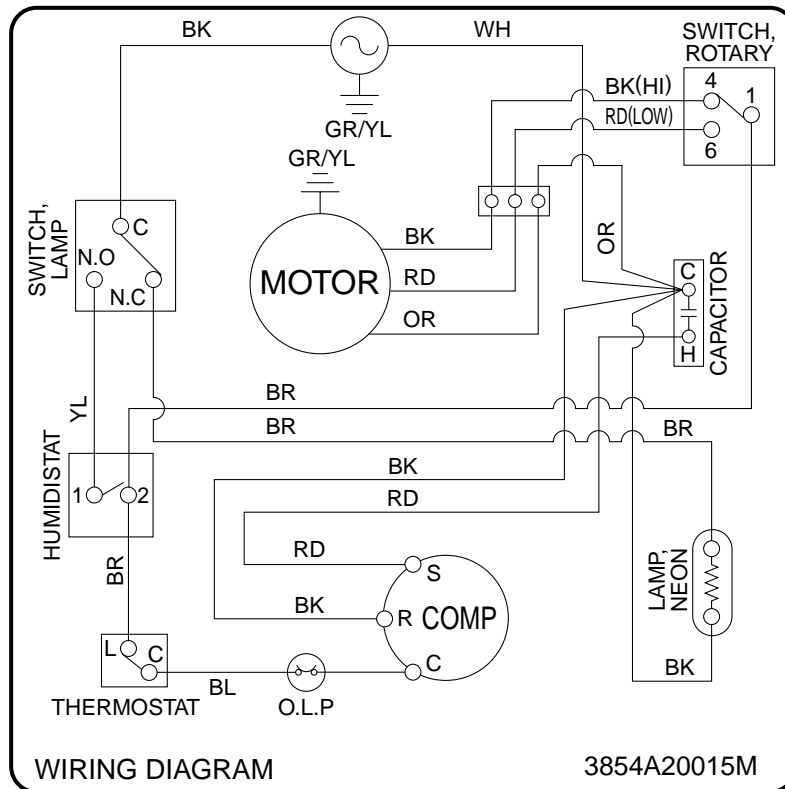 BK
WH
SWITCH,
ROTARY
BK(HI)
4
1
RD(LOW)
6
GR/YL
GR/YL
SWITCH,
LAMP
C
N.O
N.C
MOTOR
BK
RD
OR
OR
C
H
CAPACITOR
YL
BR
BR
BR
HUMIDISTAT
1
2
BK
RD
RD
S
BK
R
COMP
C
LAMP,
NEON
BK
BR
L
C
BL
THERMOSTAT
O.L.P
WIRING DIAGRAM
3854A20015M